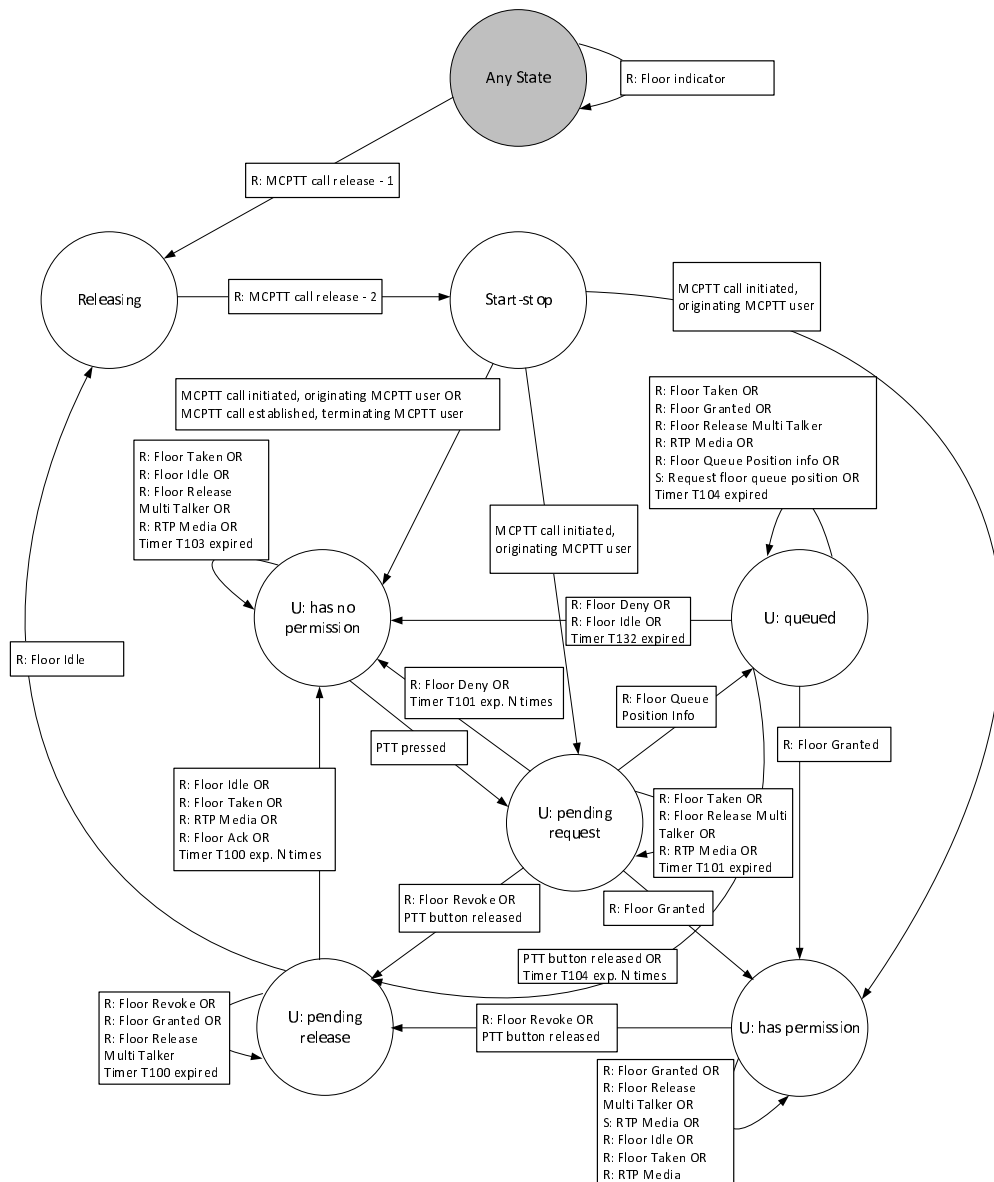 Any State
R: Floor indicator
R: MCPTT call release - 1
Releasing
R: MCPTT call release - 2
Start-stop
MCPTT call initiated,
originating MCPTT user
MCPTT call initiated, originating MCPTT user OR
MCPTT call established, terminating MCPTT user
R: Floor Taken OR
R: Floor Granted OR
R: Floor Release Multi Talker
R: RTP Media OR
R: Floor Queue Position info OR
S: Request floor queue position OR
Timer T104 expired
R: Floor Taken OR
R: Floor Idle OR
R: Floor Release
Multi Talker OR
R: RTP Media OR
Timer T103 expired
MCPTT call initiated,
originating MCPTT user
U: has no
permission
R: Floor Deny OR
R: Floor Idle OR
Timer T132 expired
U: queued
R: Floor Idle
R: Floor Deny OR
Timer T101 exp. N times
R: Floor Queue
Position Info
PTT pressed
R: Floor Granted
R: Floor Idle OR
R: Floor Taken OR
R: RTP Media OR
R: Floor Ack OR
Timer T100 exp. N times
U: pending
request
R: Floor Taken OR
R: Floor Release Multi
Talker OR
R: RTP Media OR
Timer T101 expired
R: Floor Revoke OR
PTT button released
R: Floor Granted
PTT button released OR
Timer T104 exp. N times
R: Floor Revoke OR
R: Floor Granted OR
R: Floor Release
Multi Talker
Timer T100 expired
U: pending
release
R: Floor Revoke OR
PTT button released
U: has permission
R: Floor Granted OR
R: Floor Release
Multi Talker OR
S: RTP Media OR
R: Floor Idle OR
R: Floor Taken OR
R: RTP Media